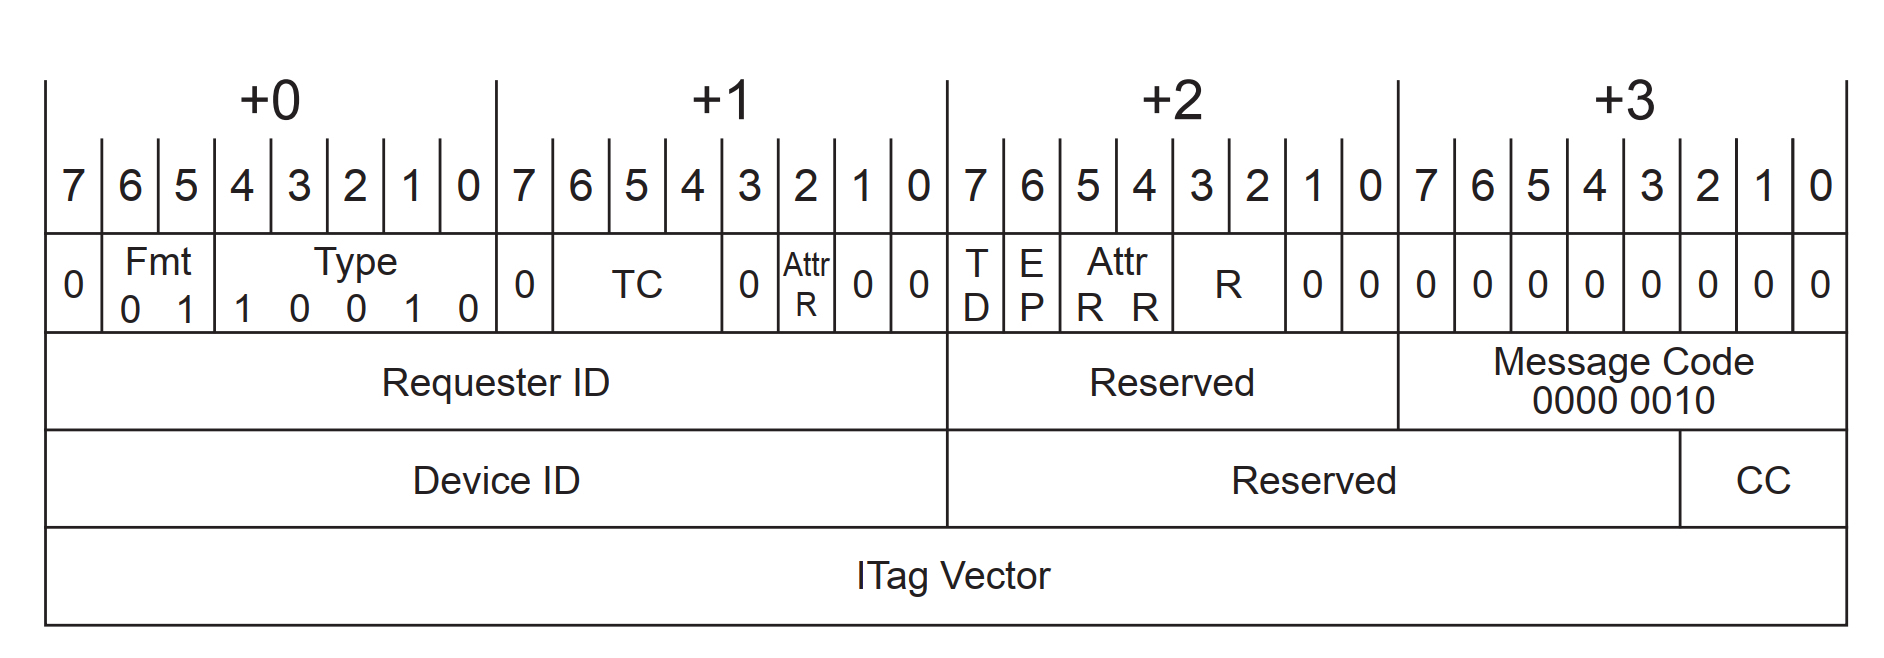 +0 +1 +2 +3
7 6 5 4 3 2 1 0 7 6 5 4 3 2 1 0 7 6 5 4 3 2 1 0 7 6 5 4 3 2 1 0
0 Fmt 0 1 Type 1 0 0 1 0 0 TC 0 Attr R 0 0 T D E P Attr R R R 0 0 0 0 0 0 0 0 0 0
Requester ID Reserved Message Code
0000 0010
Device ID Reserved CC
ITag Vector